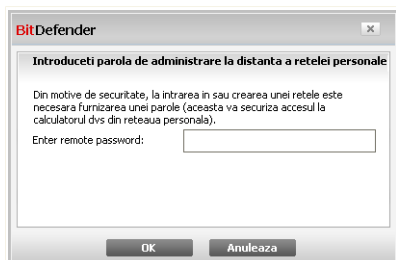 BitDefender
x
Introduceti parola de administrare la distanta a retelei personale
Din motive de securitate, la intrarea in sau crearea unei retele este
necesara furnizarea unei parole (aceasta va securiza accesul la
calculatorul dvs din reteaua personala).
Enter remote password:
OK Anuleaza